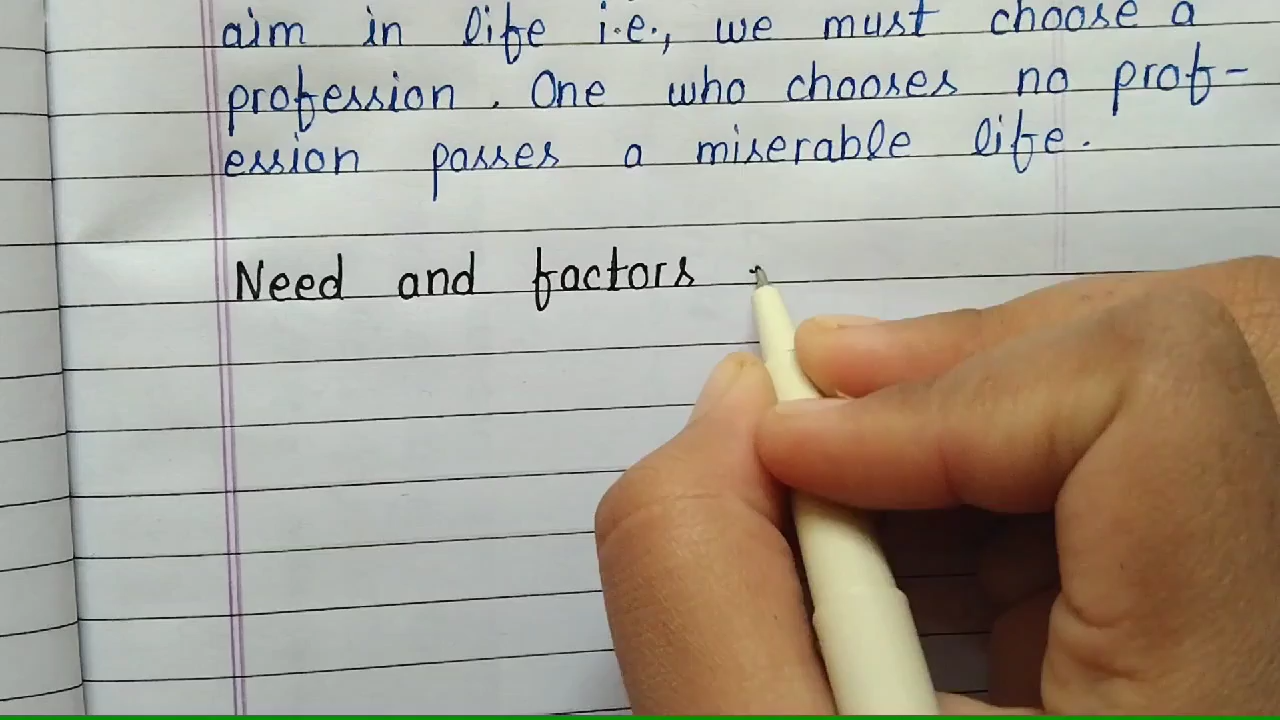 aim in life i.e., we must choose a
profession. One who chooses no prof-
ession passes a miserable life.
Need and factors